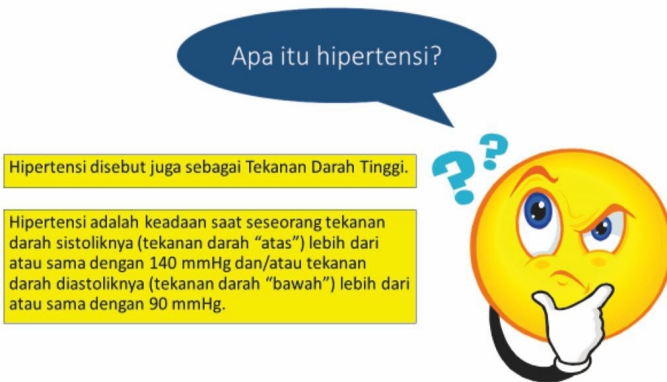 Apa itu hipertensi?
? ?
Hipertensi disebut juga sebagai Tekanan Darah Tinggi.
Hipertensi adalah keadaan saat seseorang tekanan
darah sistoliknya (tekanan darah “atas”) lebih dari
atau sama dengan 140 mmHg dan/atau tekanan
darah diastoliknya (tekanan darah “bawah”) lebih dari
atau sama dengan 90 mmHg.